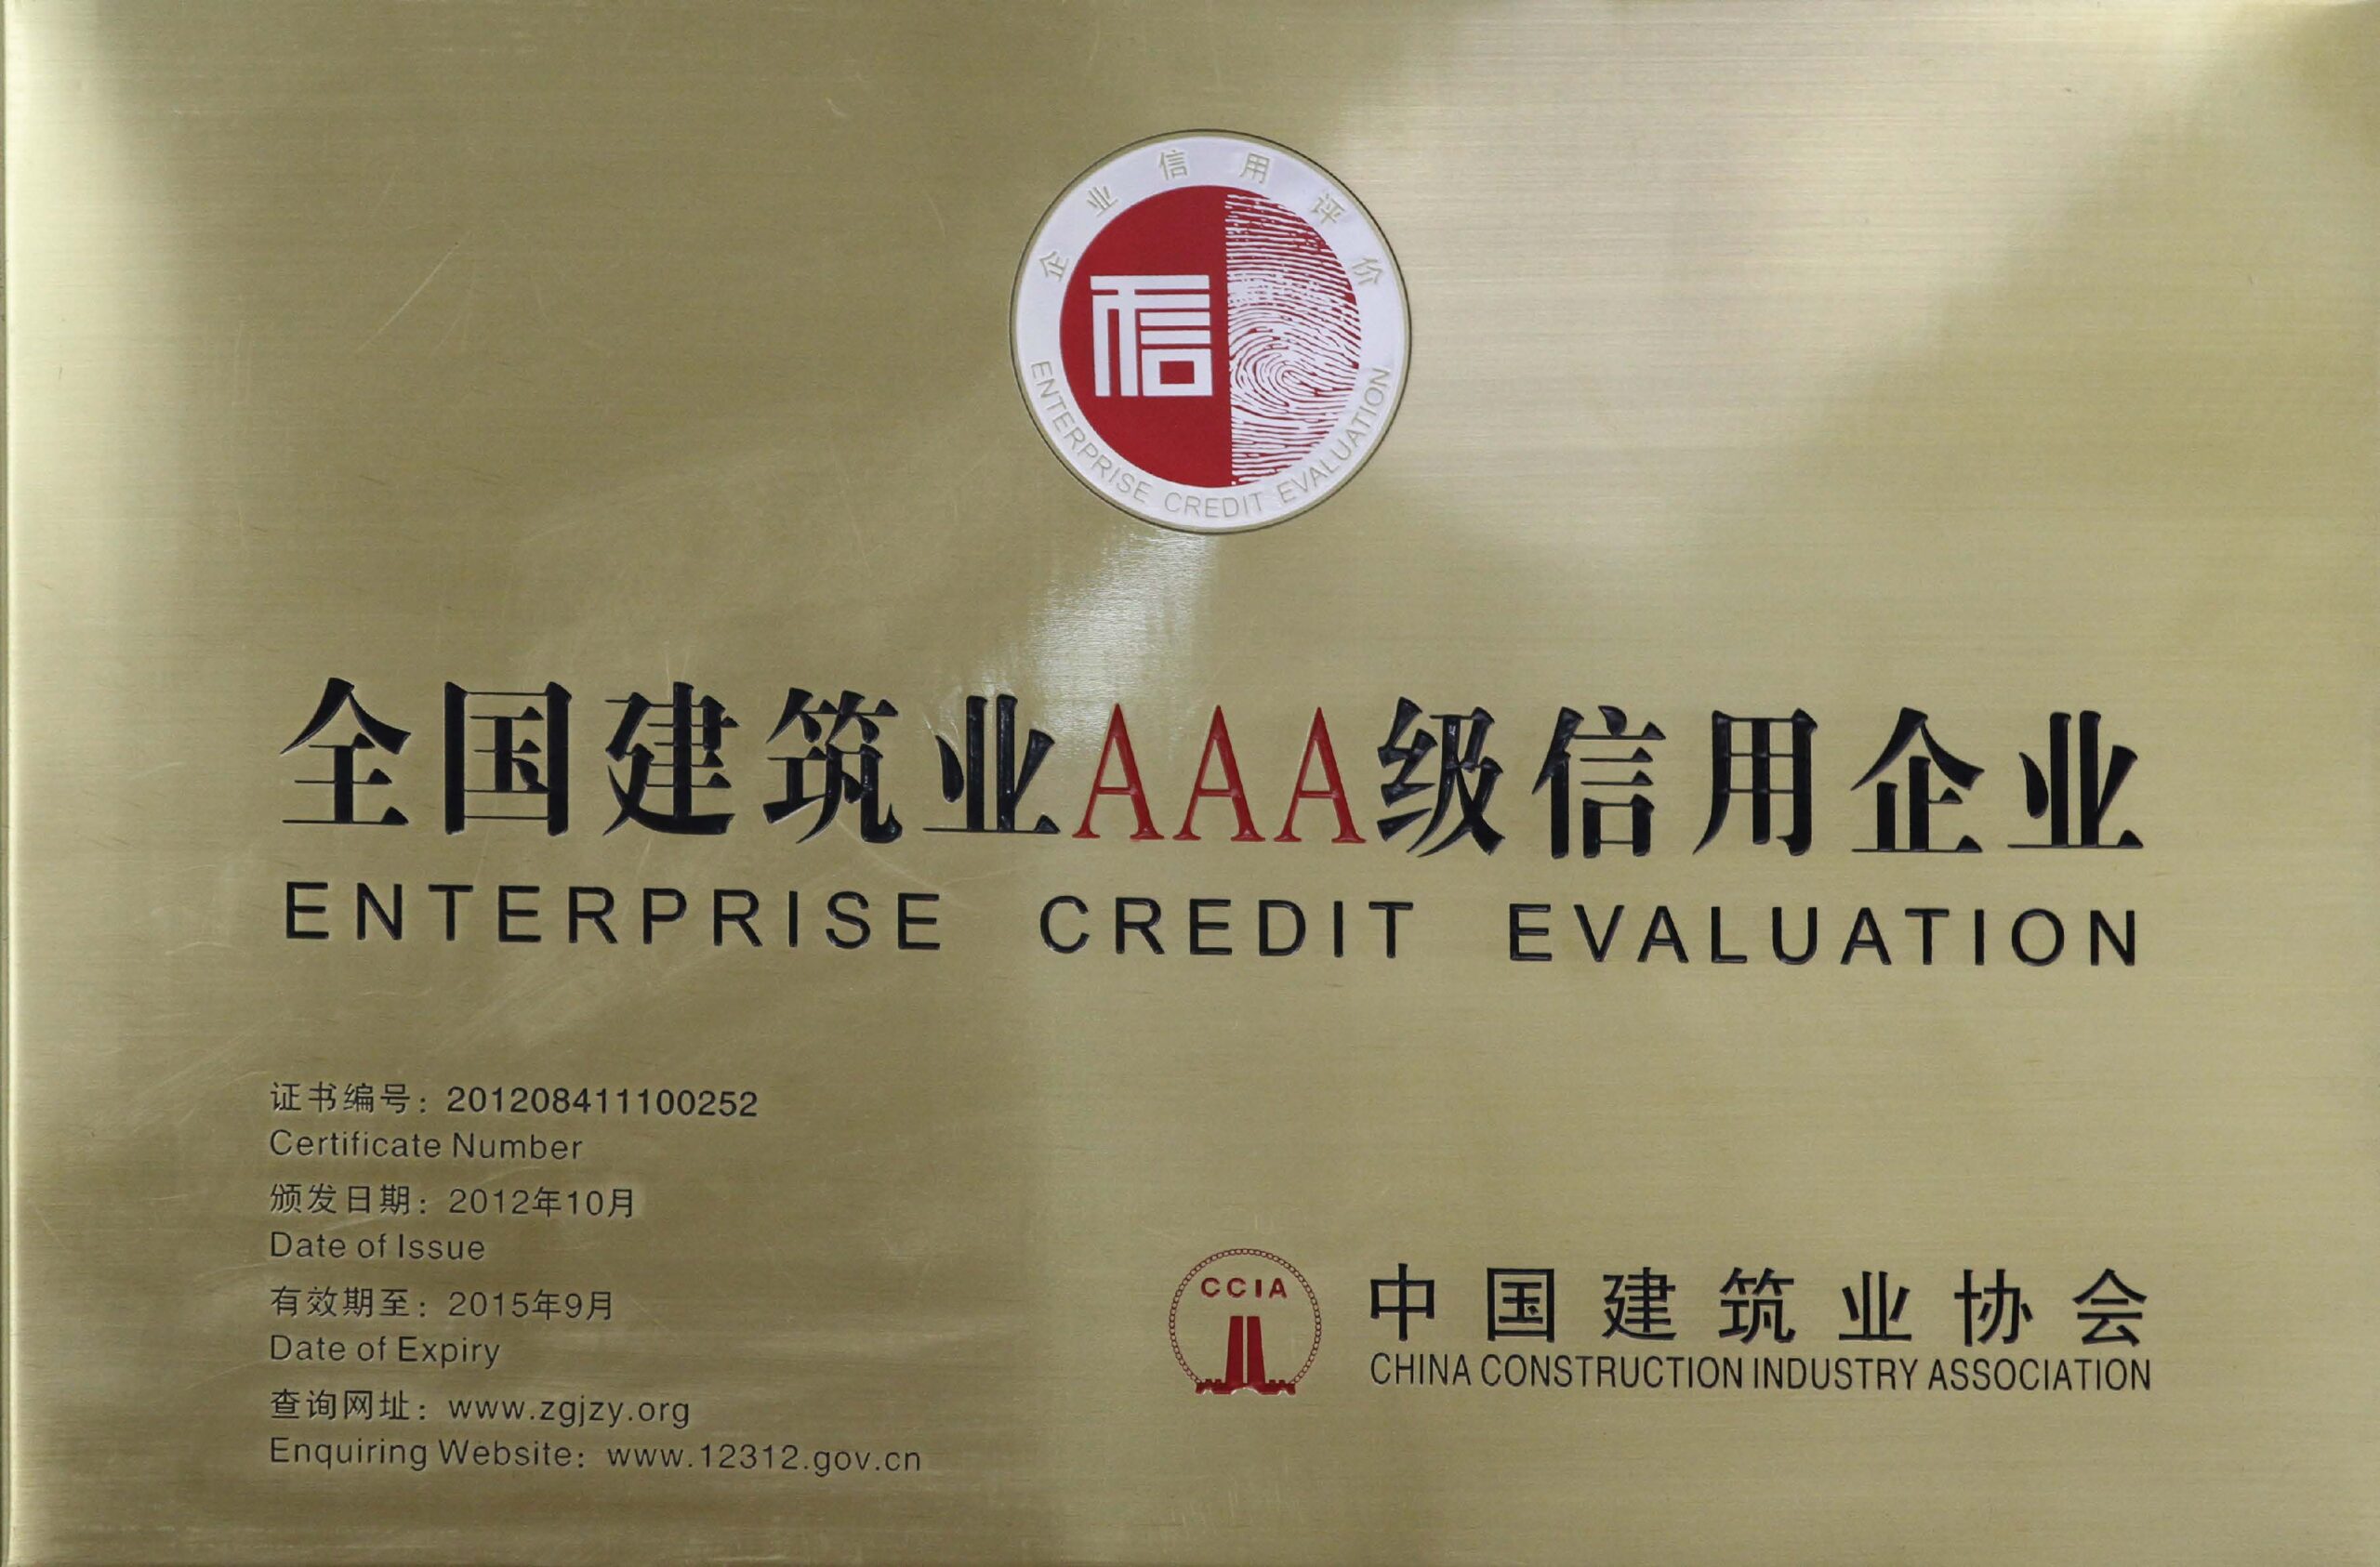 企业信用评价
信
ENTERPRISE CREDIT EVALUATION
全国建筑业AAA级信用企业
ENTERPRISE CREDIT EVALUATION
证书编号：201208411100252
Certificate Number
颁发日期：2012年10月
Date of Issue
有效期至：2015年9月
Date of Expiry
查询网址：www.zgjzy.org
Enquiring Website：www.12312.gov.cn
CCIA
中国建筑业协会
CHINA CONSTRUCTION INDUSTRY ASSOCIATION